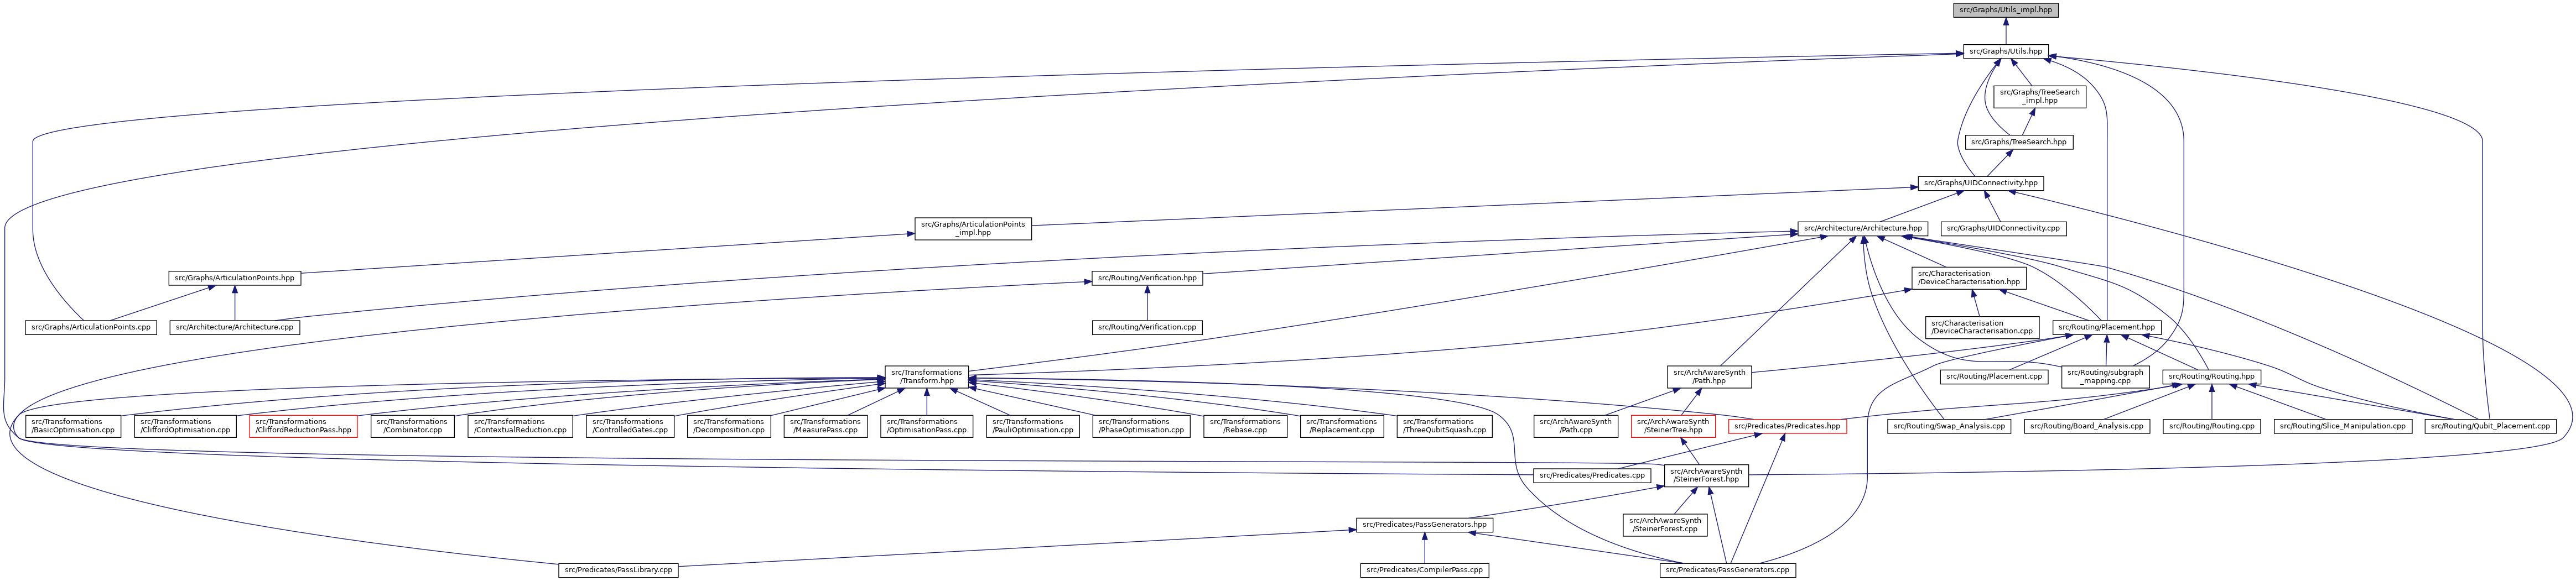 src/Graphs/Utils_impl.hpp
src/Graphs/Utils.hpp
src/Graphs/TreeSearch
_impl.hpp
src/Graphs/TreeSearch.hpp
src/Graphs/UIDConnectivity.hpp
src/Graphs/ArticulationPoints
_impl.hpp
src/Architecture/Architecture.hpp
src/Graphs/UIDConnectivity.cpp
src/Graphs/ArticulationPoints.hpp
src/Routing/Verification.hpp
src/Characterisation
/DeviceCharacterisation.hpp
src/Graphs/ArticulationPoints.cpp
src/Architecture/Architecture.cpp
src/Routing/Verification.cpp
src/Characterisation
/DeviceCharacterisation.cpp
src/Routing/Placement.hpp
src/Transformations
/Transform.hpp
src/ArchAwareSynth
/Path.hpp
src/Routing/Placement.cpp
src/Routing/subgraph
_mapping.cpp
src/Routing/Routing.hpp
src/Transformations
/BasicOptimisation.cpp
src/Transformations
/CliffordOptimisation.cpp
src/Transformations
/CliffordReductionPass.hpp
src/Transformations
/Combinator.cpp
src/Transformations
/ContextualReduction.cpp
src/Transformations
/ControlledGates.cpp
src/Transformations
/Decomposition.cpp
src/Transformations
/MeasurePass.cpp
src/Transformations
/OptimisationPass.cpp
src/Transformations
/PauliOptimisation.cpp
src/Transformations
/PhaseOptimisation.cpp
src/Transformations
/Rebase.cpp
src/Transformations
/Replacement.cpp
src/Transformations
/ThreeQubitSquash.cpp
src/ArchAwareSynth
/Path.cpp
src/ArchAwareSynth
/SteinerTree.hpp
src/Predicates/Predicates.hpp
src/Routing/Swap_Analysis.cpp
src/Routing/Board_Analysis.cpp
src/Routing/Routing.cpp
src/Routing/Slice_Manipulation.cpp
src/Routing/Qubit_Placement.cpp
src/Predicates/Predicates.cpp
src/ArchAwareSynth
/SteinerForest.hpp
src/Predicates/PassGenerators.hpp
src/ArchAwareSynth
/SteinerForest.cpp
src/Predicates/PassLibrary.cpp
src/Predicates/CompilerPass.cpp
src/Predicates/PassGenerators.cpp